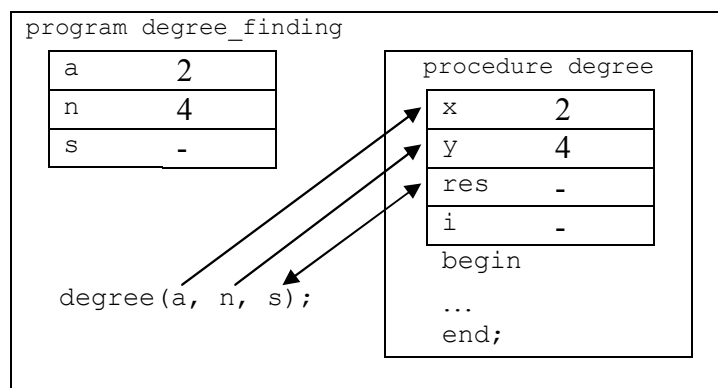 program degree_finding
a 2
n 4
s -
degree(a, n, s);
procedure degree
x 2
y 4
res -
i -
begin
…
end;